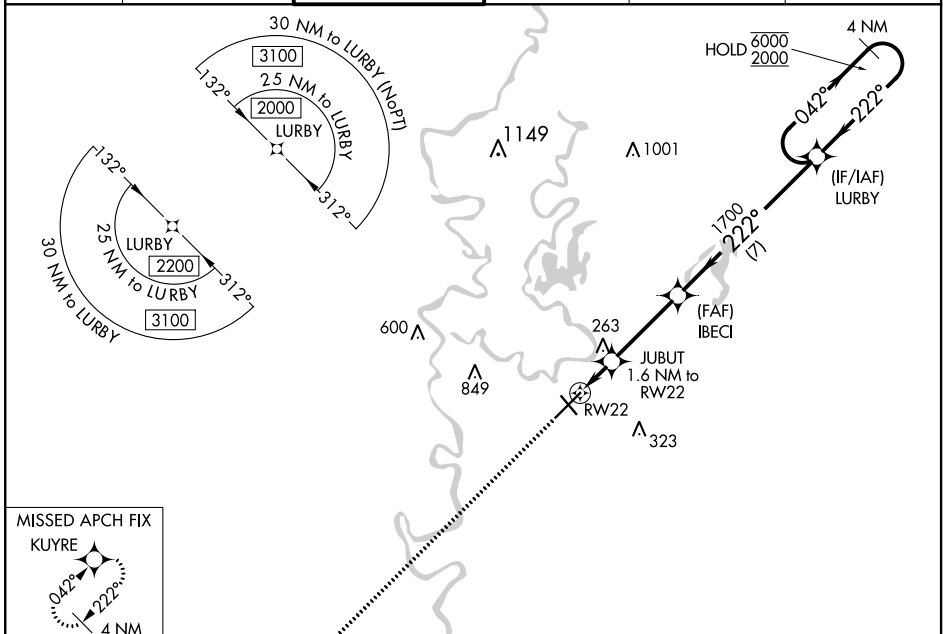 30 NM to LURBY (NoPT)
3100
25 NM to LURBY
2000
LURBY
132°
312°
132°
LURBY
2200
25 NM to LURBY
312°
30 NM to LURBY
3100
4 NM
HOLD 6000
2000
042°
222°
(IF/IAF)
LURBY
1149
1001
1700
222°
(7)
(FAF)
IBECI
600
263
JUBUT
1.6 NM to
RW22
849
RW22
323
MISSED APCH FIX
KUYRE
042°
222°
4 NM